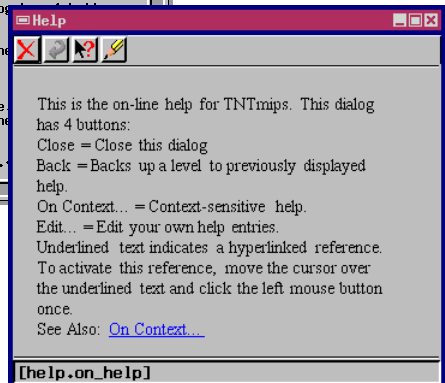 Help
This is the on-line help for TNTmips. This dialog
has 4 buttons:
Close = Close this dialog
Back = Backs up a level to previously displayed
help.
On Context... = Context-sensitive help.
Edit... = Edit your own help entries.
Underlined text indicates a hyperlinked reference.
To activate this reference, move the cursor over
the underlined text and click the left mouse button
once.
See Also: On Context...
[help.on_help]